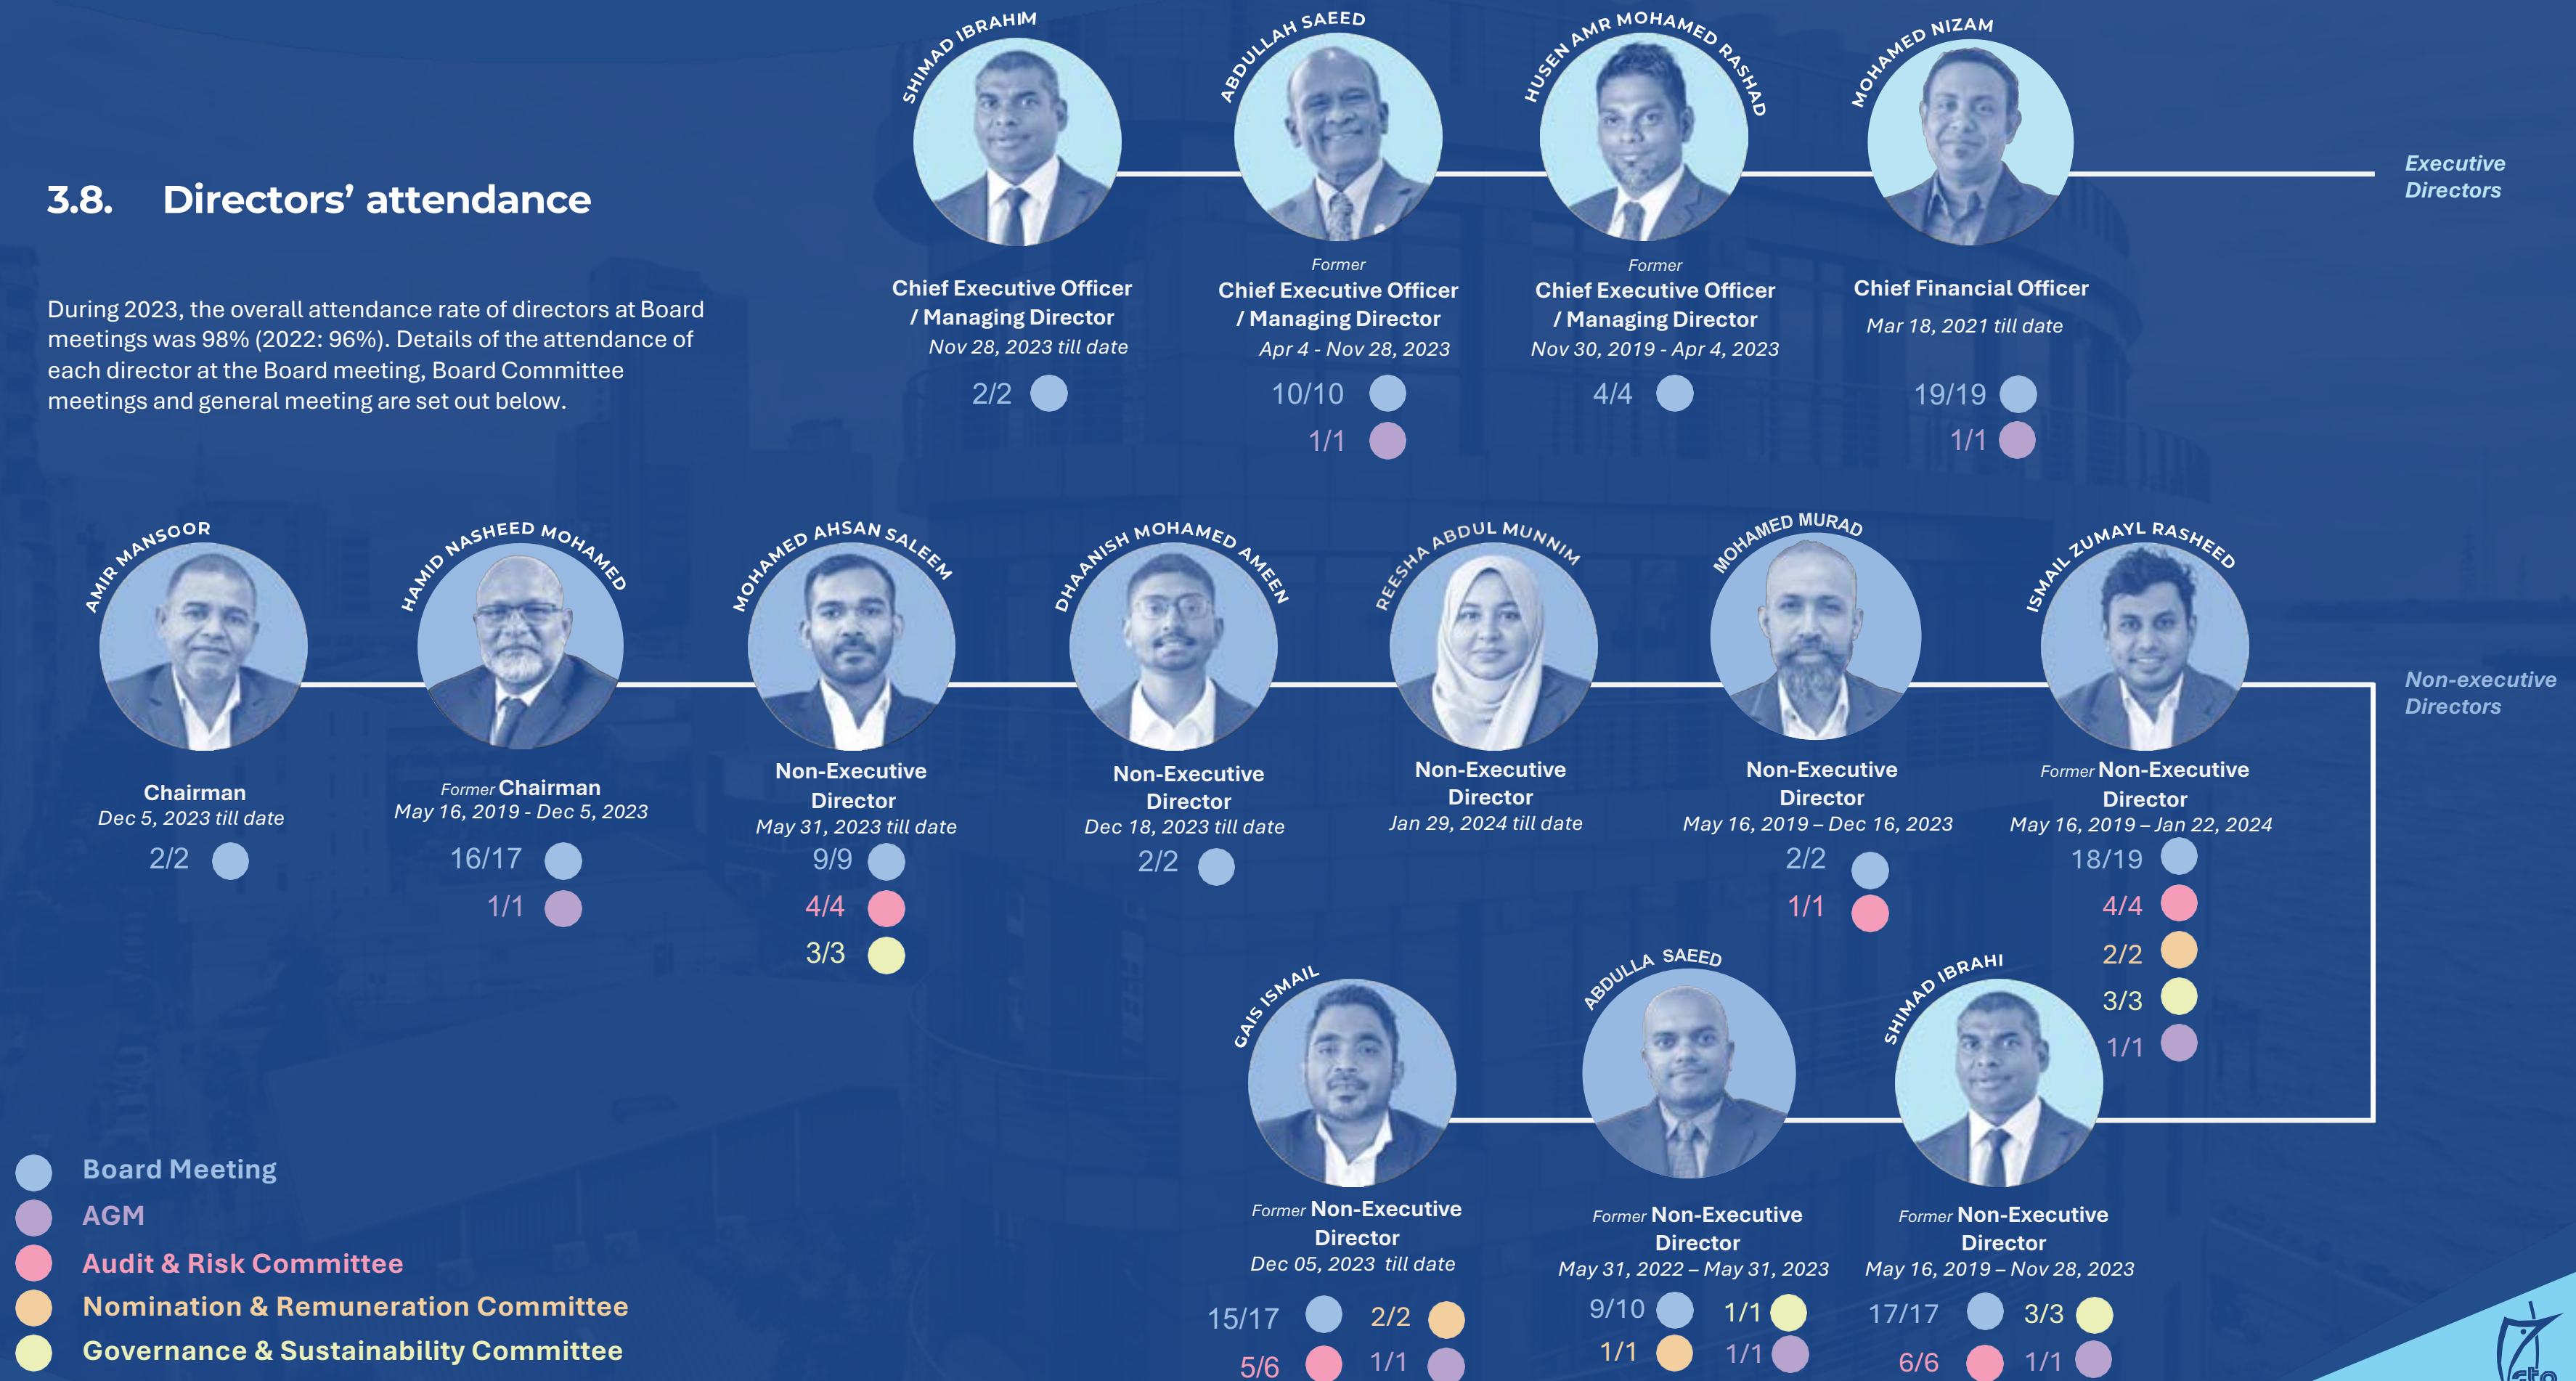 3.8. Directors’ attendance
During 2023, the overall attendance rate of directors at Board
meetings was 98% (2022: 96%). Details of the attendance of
each director at the Board meeting, Board Committee
meetings and general meeting are set out below.
SHIMAD IBRAHIM
Chief Executive Officer
/ Managing Director
Nov 28, 2023 till date
2/2
ABDULLAH SAEED
Former
Chief Executive Officer
/ Managing Director
Apr 4 - Nov 28, 2023
10/10
1/1
HUSEN AMR MOHAMED RASHAD
Former
Chief Executive Officer
/ Managing Director
Nov 30, 2019 - Apr 4, 2023
4/4
MOHAMED NIZAM
Chief Financial Officer
Mar 18, 2021 till date
19/19
1/1
Executive
Directors
AMIR MANSOOR
Chairman
Dec 5, 2023 till date
2/2
HAMID NASHEED MOHAMED
Former Chairman
May 16, 2019 - Dec 5, 2023
16/17
1/1
MOHAMED AHSAN SALEEM
Non-Executive
Director
May 31, 2023 till date
9/9
4/4
3/3
DHAANISH MOHAMED AMEEN
Non-Executive
Director
Dec 18, 2023 till date
2/2
REESHA ABDUL MUNNIM
Non-Executive
Director
Jan 29, 2024 till date
MOHAMED MURAD
Non-Executive
Director
May 16, 2019 – Dec 16, 2023
2/2
1/1
ISMAIL ZUMAYL RASHEED
Former Non-Executive
Director
May 16, 2019 – Jan 22, 2024
18/19
4/4
2/2
3/3
1/1
Non-executive
Directors
GAIS ISMAIL
Former Non-Executive
Director
Dec 05, 2023 till date
15/17 2/2
5/6 1/1
ABDULLA SAEED
Former Non-Executive
Director
May 31, 2022 – May 31, 2023
9/10 1/1
1/1 1/1
SHIMAD IBRAHI
Former Non-Executive
Director
May 16, 2019 – Nov 28, 2023
17/17 3/3
6/6 1/1
Board Meeting
AGM
Audit & Risk Committee
Nomination & Remuneration Committee
Governance & Sustainability Committee
sto